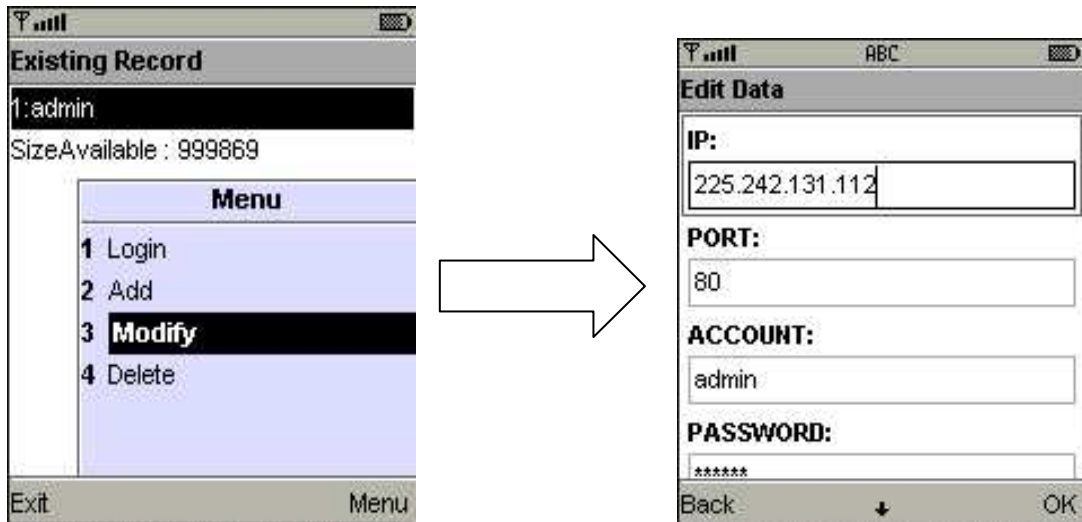 Existing Record
1:admin
SizeAvailable : 999869
Menu
1 Login
2 Add
3 Modify
4 Delete
Exit Menu
ABC
Edit Data
IP:
225.242.131.112
PORT:
80
ACCOUNT:
admin
PASSWORD:
******
Back OK